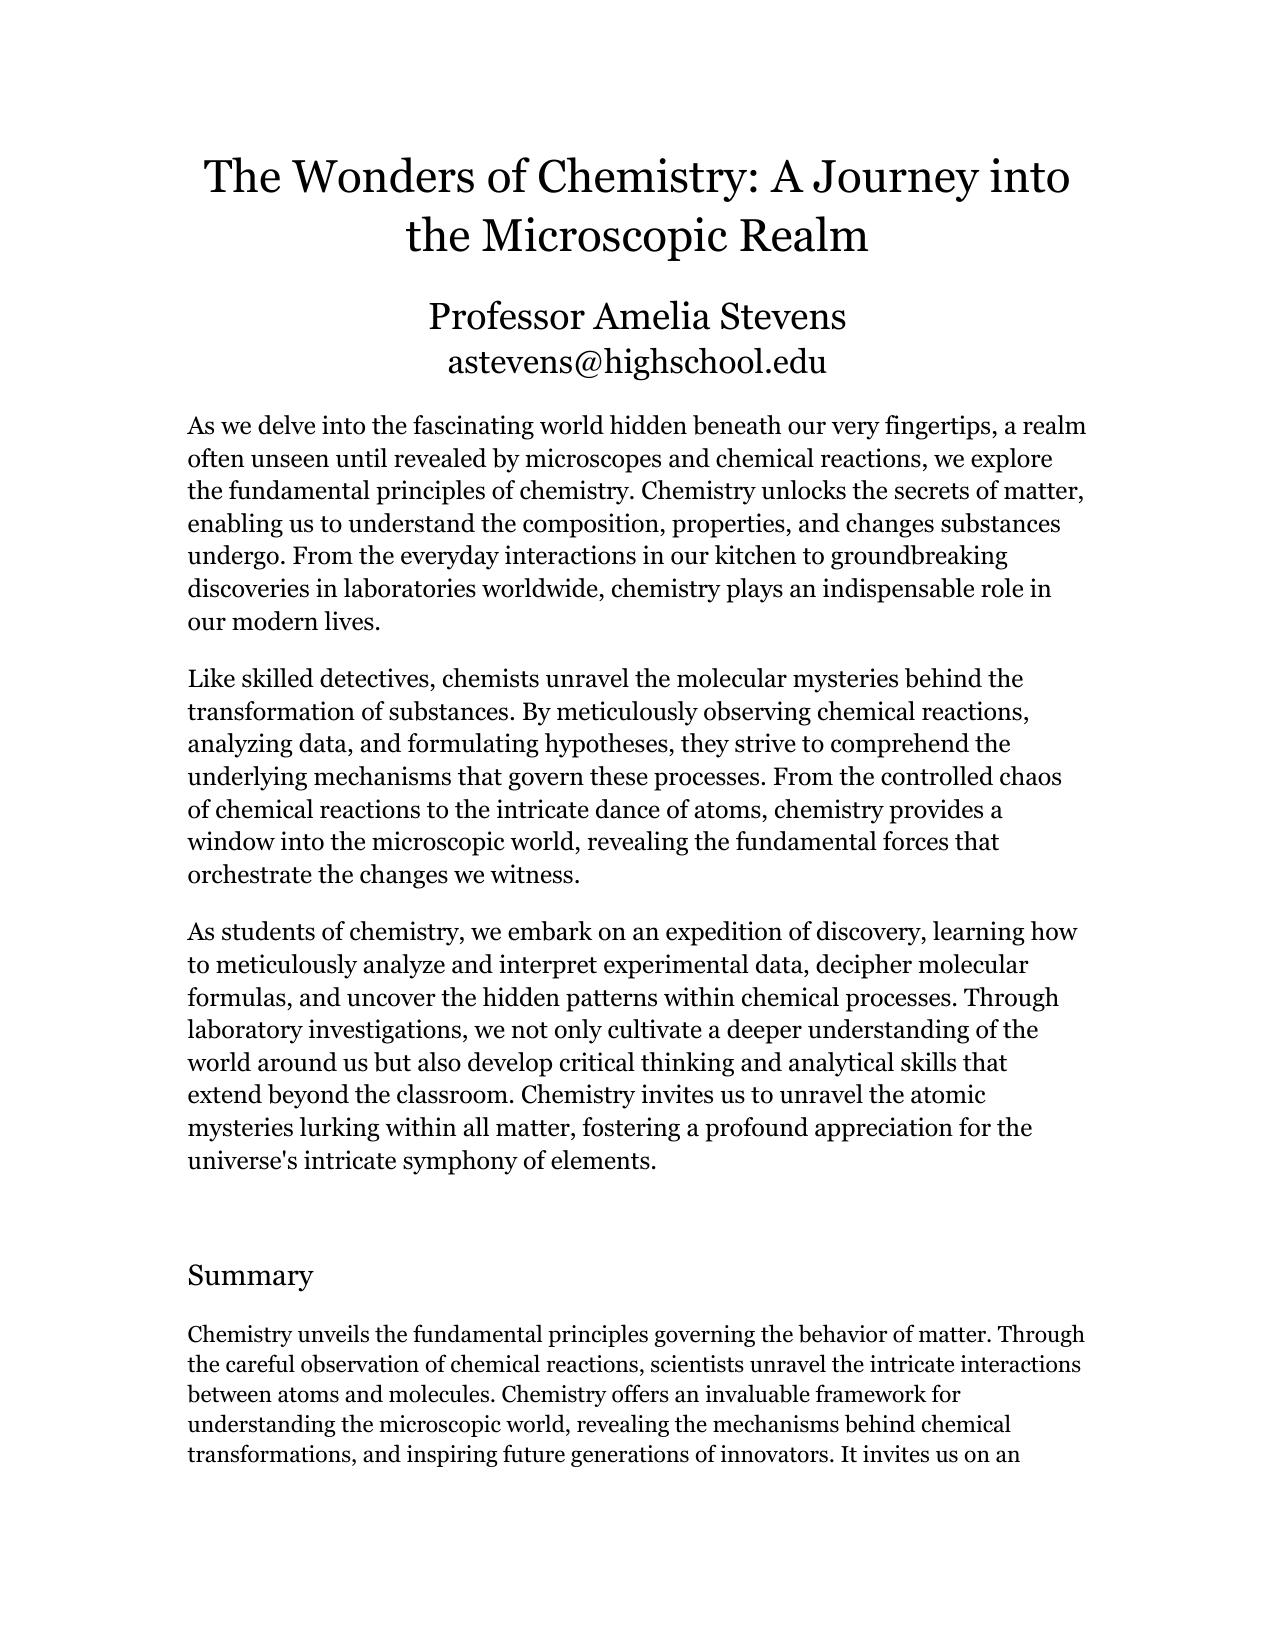 The Wonders of Chemistry: A Journey into
the Microscopic Realm
Professor Amelia Stevens
astevens@highschool.edu
As we delve into the fascinating world hidden beneath our very fingertips, a realm
often unseen until revealed by microscopes and chemical reactions, we explore
the fundamental principles of chemistry. Chemistry unlocks the secrets of matter,
enabling us to understand the composition, properties, and changes substances
undergo. From the everyday interactions in our kitchen to groundbreaking
discoveries in laboratories worldwide, chemistry plays an indispensable role in
our modern lives.
Like skilled detectives, chemists unravel the molecular mysteries behind the
transformation of substances. By meticulously observing chemical reactions,
analyzing data, and formulating hypotheses, they strive to comprehend the
underlying mechanisms that govern these processes. From the controlled chaos
of chemical reactions to the intricate dance of atoms, chemistry provides a
window into the microscopic world, revealing the fundamental forces that
orchestrate the changes we witness.
As students of chemistry, we embark on an expedition of discovery, learning how
to meticulously analyze and interpret experimental data, decipher molecular
formulas, and uncover the hidden patterns within chemical processes. Through
laboratory investigations, we not only cultivate a deeper understanding of the
world around us but also develop critical thinking and analytical skills that
extend beyond the classroom. Chemistry invites us to unravel the atomic
mysteries lurking within all matter, fostering a profound appreciation for the
universe's intricate symphony of elements.
Summary
Chemistry unveils the fundamental principles governing the behavior of matter. Through
the careful observation of chemical reactions, scientists unravel the intricate interactions
between atoms and molecules. Chemistry offers an invaluable framework for
understanding the microscopic world, revealing the mechanisms behind chemical
transformations, and inspiring future generations of innovators. It invites us on an